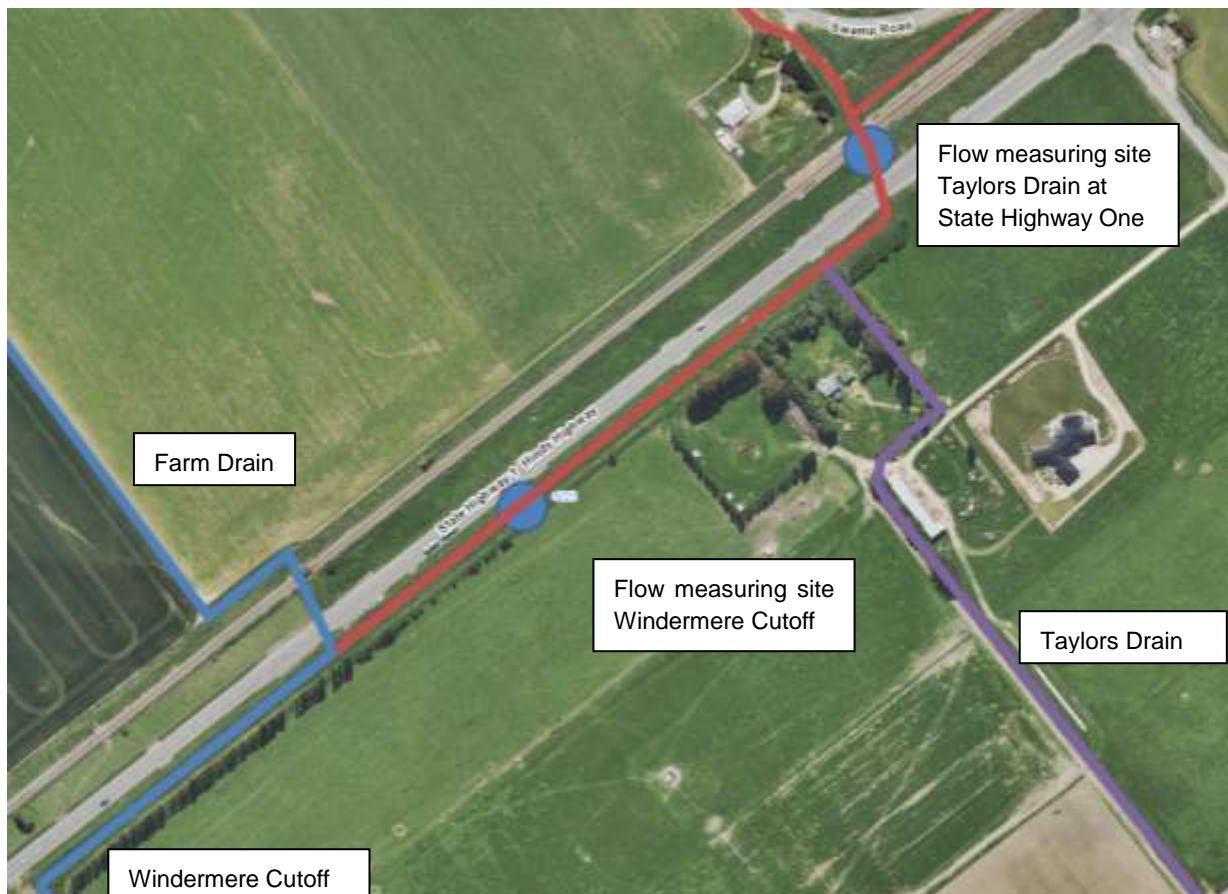 Swamp Road
Flow measuring site
Taylors Drain at
State Highway One
Farm Drain
State Highway 1, Hinds Highway
Flow measuring site
Windermere Cutoff
Taylors Drain
Windermere Cutoff